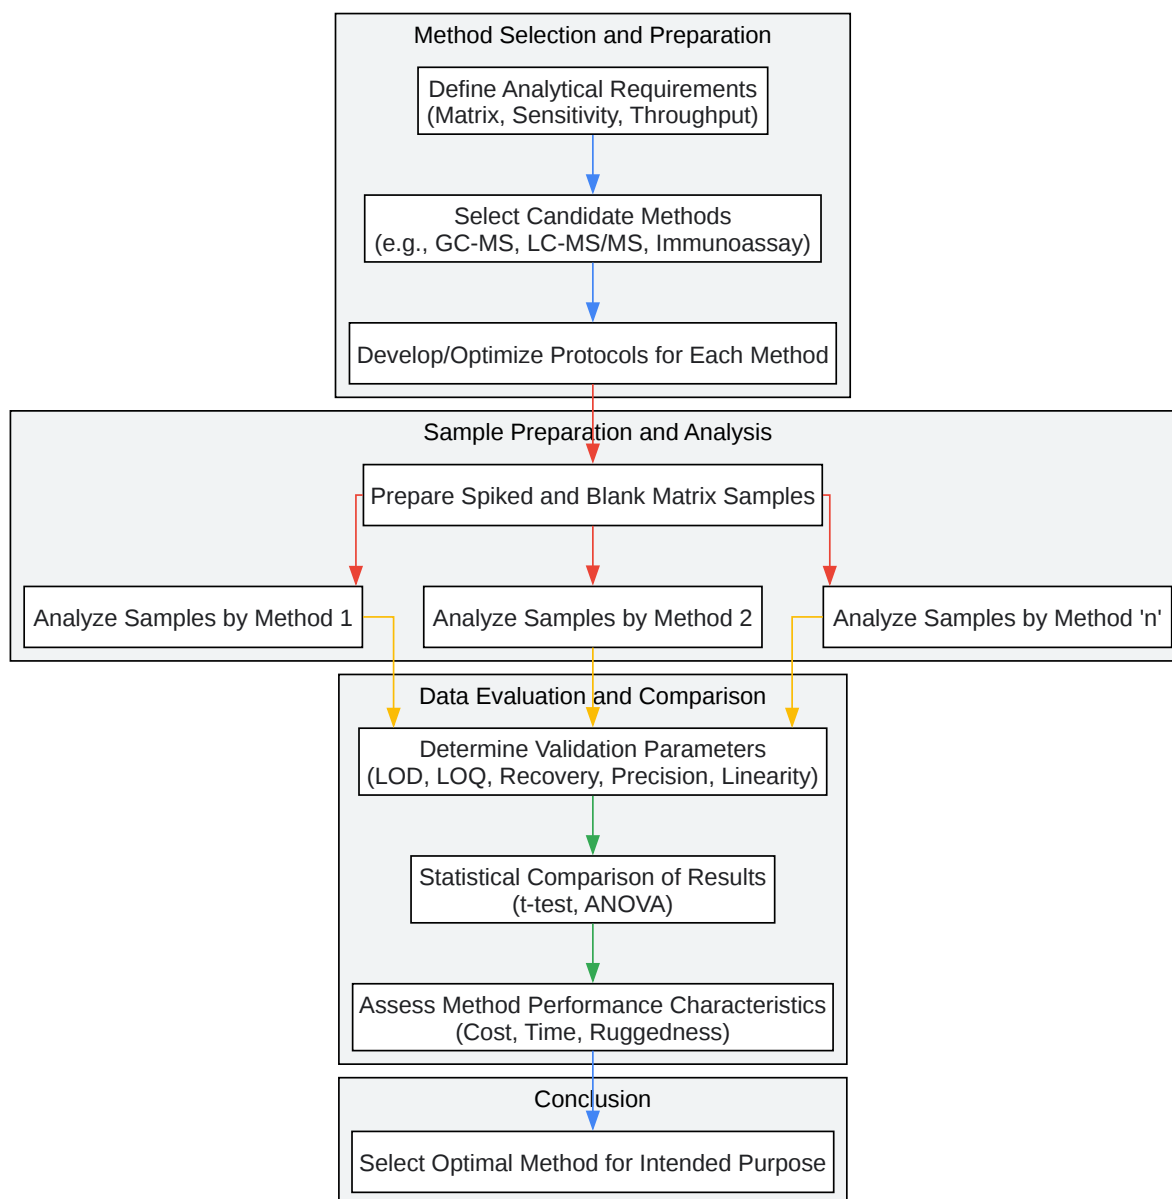 Method Selection and Preparation
Define Analytical Requirements
(Matrix, Sensitivity, Throughput)
Select Candidate Methods
(e.g., GC-MS, LC-MS/MS, Immunoassay)
Develop/Optimize Protocols for Each Method
Sample Preparation and Analysis
Prepare Spiked and Blank Matrix Samples
Analyze Samples by Method 1
Analyze Samples by Method 2
Analyze Samples by Method 'n'
Data Evaluation and Comparison
Determine Validation Parameters
(LOD, LOQ, Recovery, Precision, Linearity)
Statistical Comparison of Results
(t-test, ANOVA)
Assess Method Performance Characteristics
(Cost, Time, Ruggedness)
Conclusion
Select Optimal Method for Intended Purpose